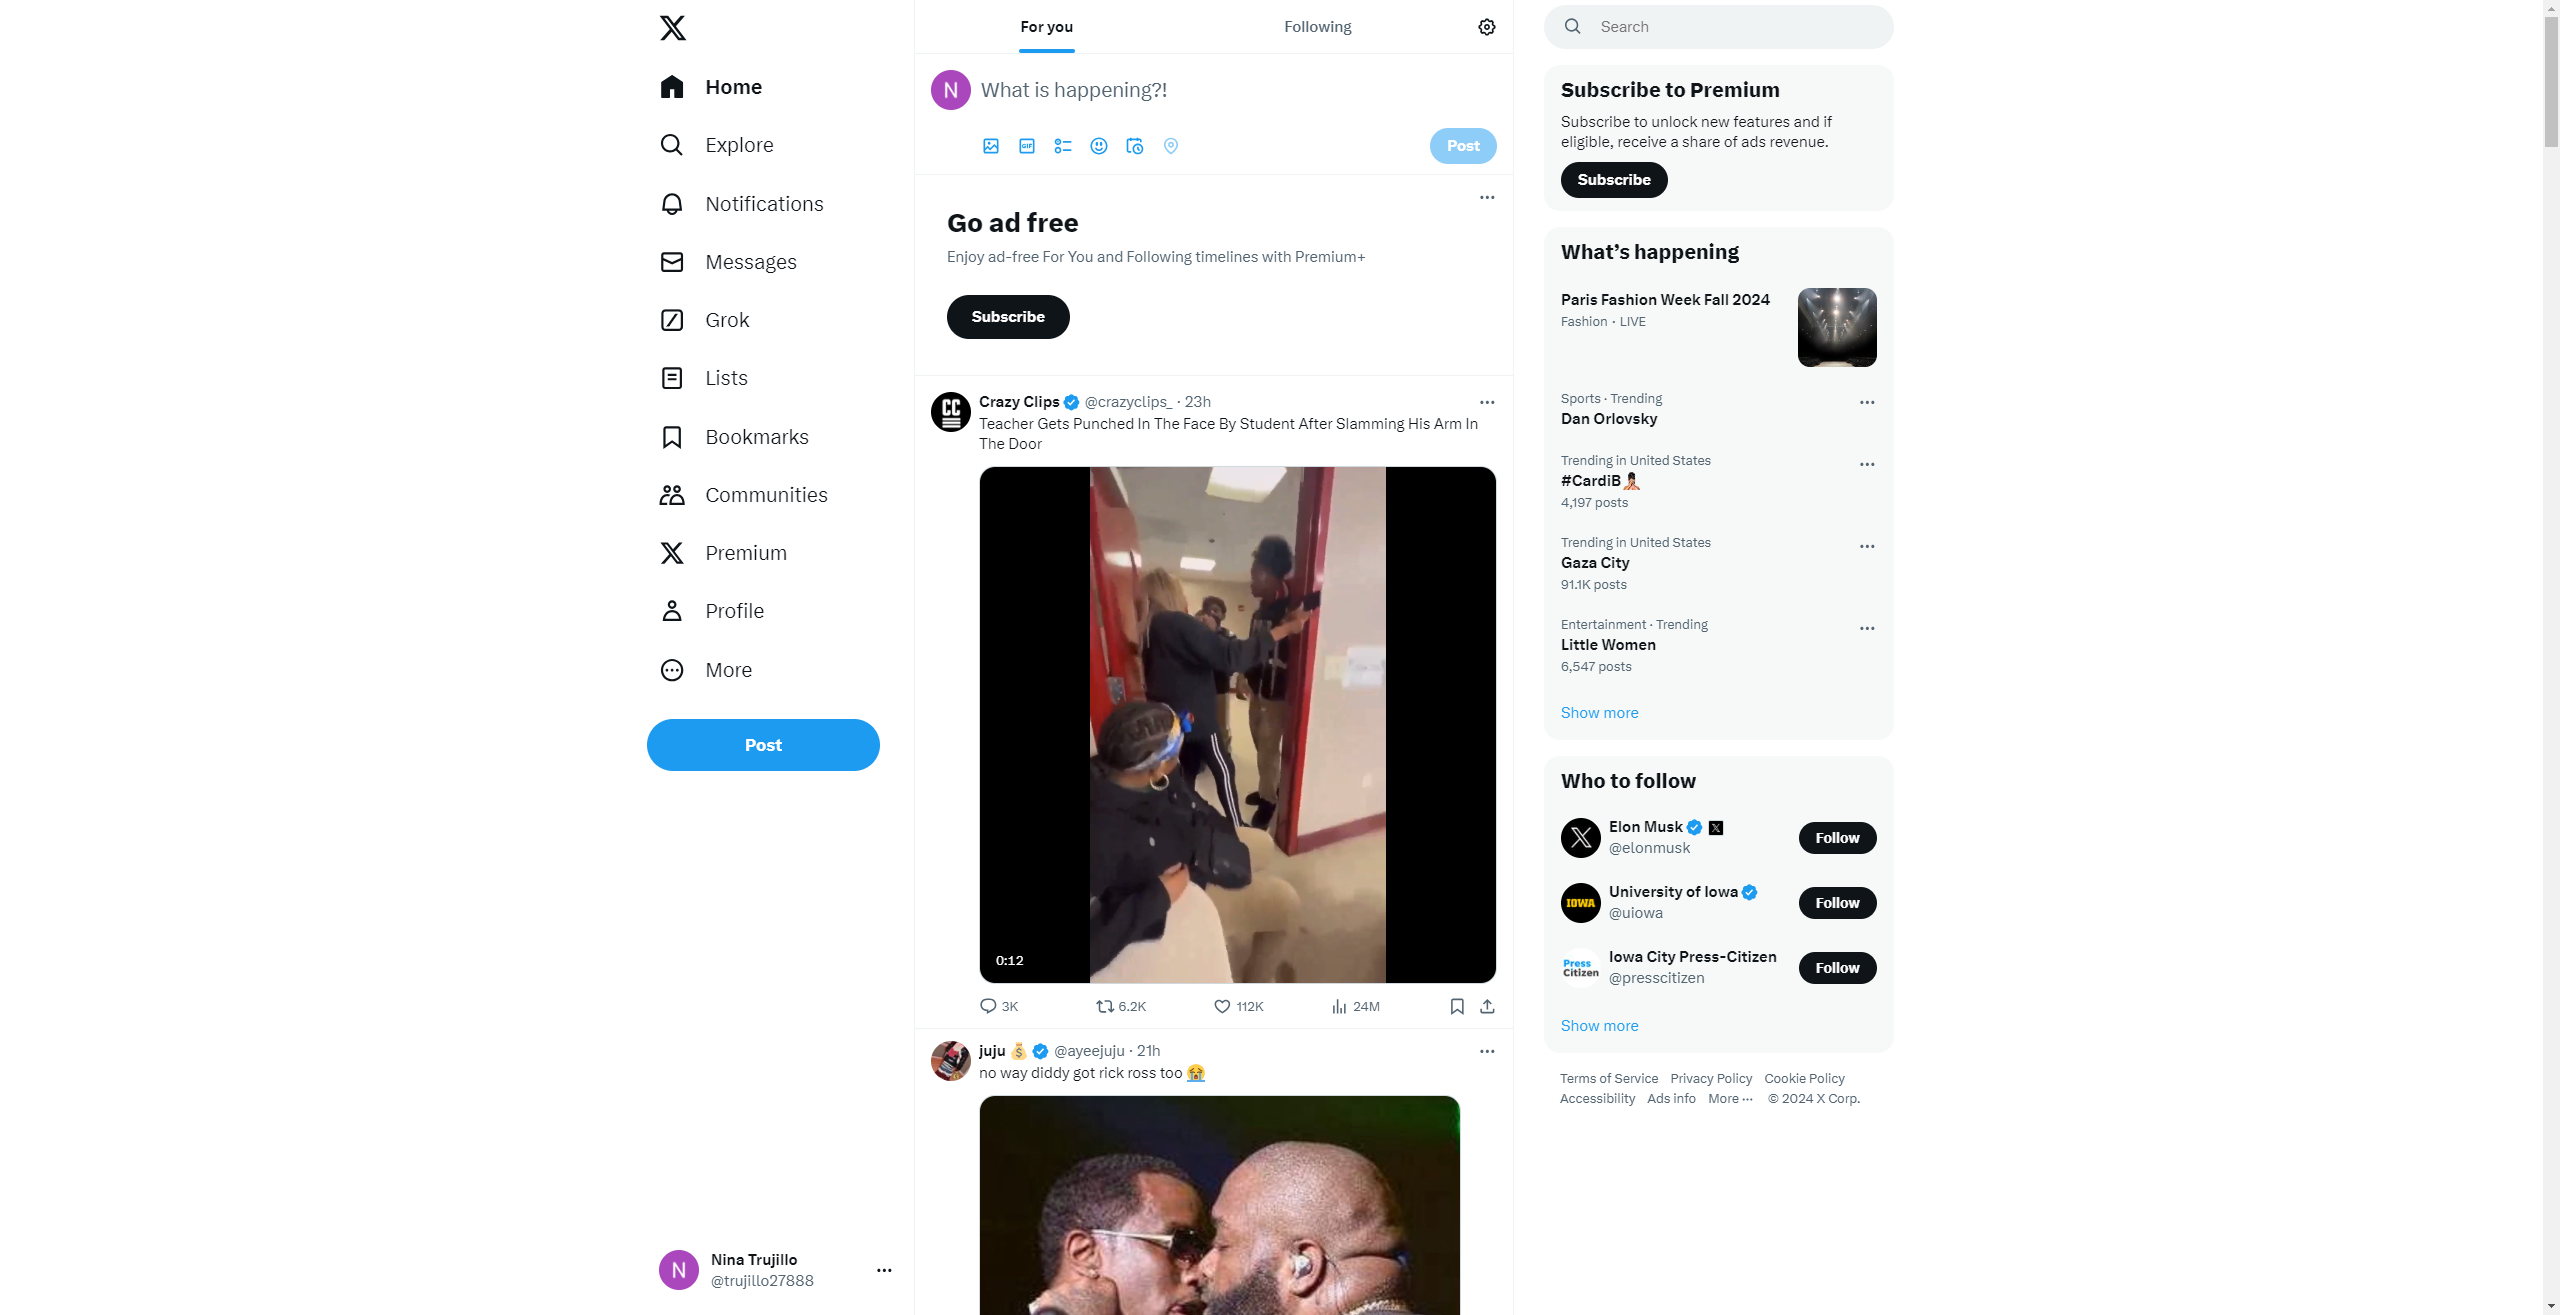 Home
Explore
Notifications
Messages
Grok
Lists
Bookmarks
Communities
Premium
Profile
More
Post
N
Nina Trujillo
@trujillo27888
For you
Following
N
What is happening?!
GIF
Post
Go ad free
Enjoy ad-free For You and Following timelines with Premium+
Subscribe
CC
Crazy Clips @crazyclips_ · 23h
Teacher Gets Punched In The Face By Student After Slamming His Arm In
The Door
0:12
3K 6.2K 112K 24M
juju 💰 @ayeejuju · 21h
no way diddy got rick ross too 😭
Search
Subscribe to Premium
Subscribe to unlock new features and if
eligible, receive a share of ads revenue.
Subscribe
What’s happening
Paris Fashion Week Fall 2024
Fashion · LIVE
Sports · Trending
Dan Orlovsky
Trending in United States
#CardiB
4,197 posts
Trending in United States
Gaza City
91.1K posts
Entertainment · Trending
Little Women
6,547 posts
Show more
Who to follow
Elon Musk
@elonmusk
Follow
IOWA
University of Iowa
@uiowa
Follow
Press
Citizen
Iowa City Press-Citizen
@presscitizen
Follow
Show more
Terms of Service Privacy Policy Cookie Policy
Accessibility Ads info More ··· © 2024 X Corp.